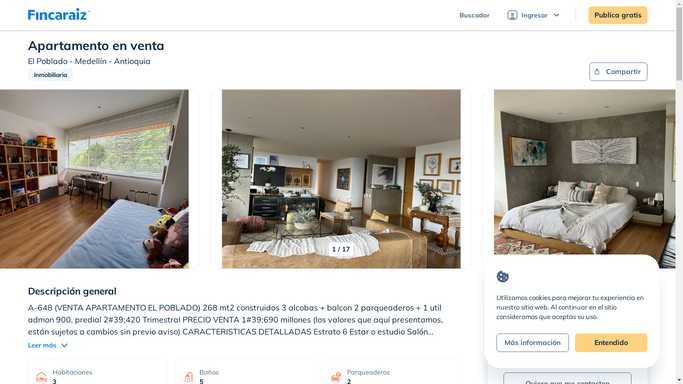 Fincaraiz
Buscador
Ingresar
Publica gratis
Apartamento en venta
El Poblado - Medellín - Antioquia
Inmobiliaria
Compartir
1 / 17
Descripción general
A-648 (VENTA APARTAMENTO EL POBLADO) 268 mt2 construidos 3 alcobas + balcon 2 parqueaderos + 1 util
admon 900, predial 2&#39;420 Trimestral PRECIO VENTA 1&#39;690 millones (los valores que aquí presentamos,
están sujetos a cambios sin previo aviso) CARACTERISTICAS DETALLADAS Estrato 6 Estar o estudio Salón...
Leer más
Habitaciones
3
Baños
5
Parqueaderos
2
Utilizamos cookies para mejorar tu experiencia en
nuestro sitio web. Al continuar en el sitio
consideramos que aceptas su uso.
Más información
Entendido
Quiero que me contacten